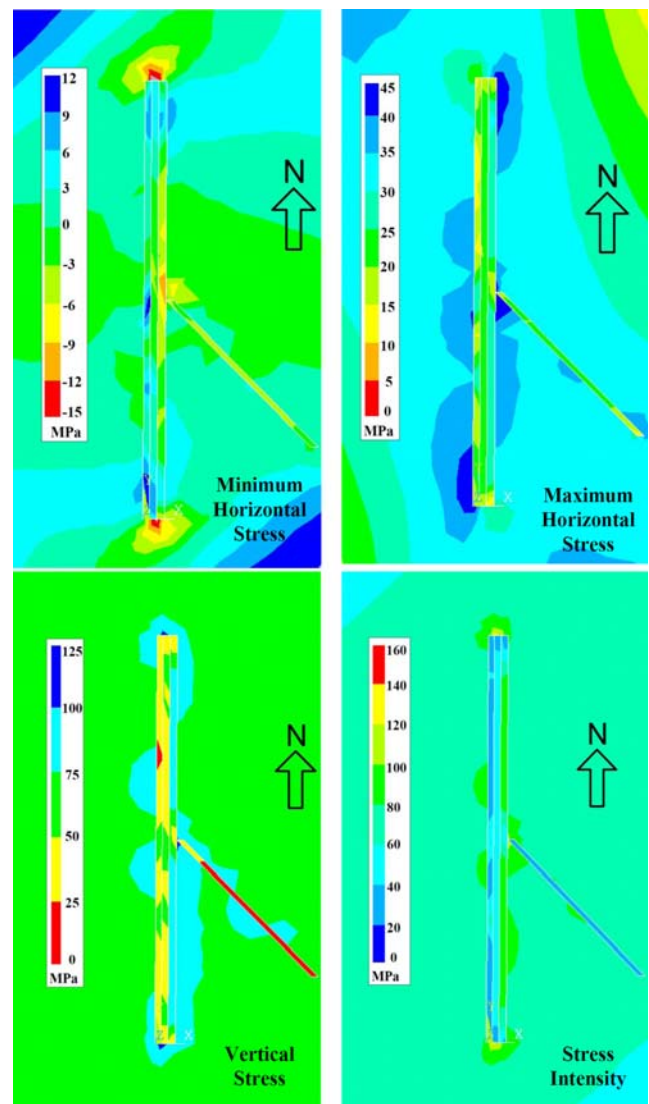 12
9
6
3
0
-3
-6
-9
-12
-15
MPa
N
Minimum
Horizontal
Stress
X
45
40
35
30
25
20
15
10
5
0
MPa
N
Maximum
Horizontal
Stress
Z X
125
100
75
50
25
0
MPa
N
Vertical
Stress
Z X
160
140
120
100
80
60
40
20
0
MPa
N
Stress
Intensity
X